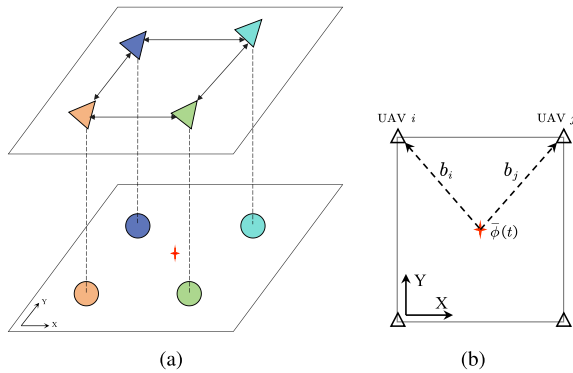 Y
X
(a)
UAV i
UAV j
b_i
b_j
ϕ̄(t)
Y
X
(b)